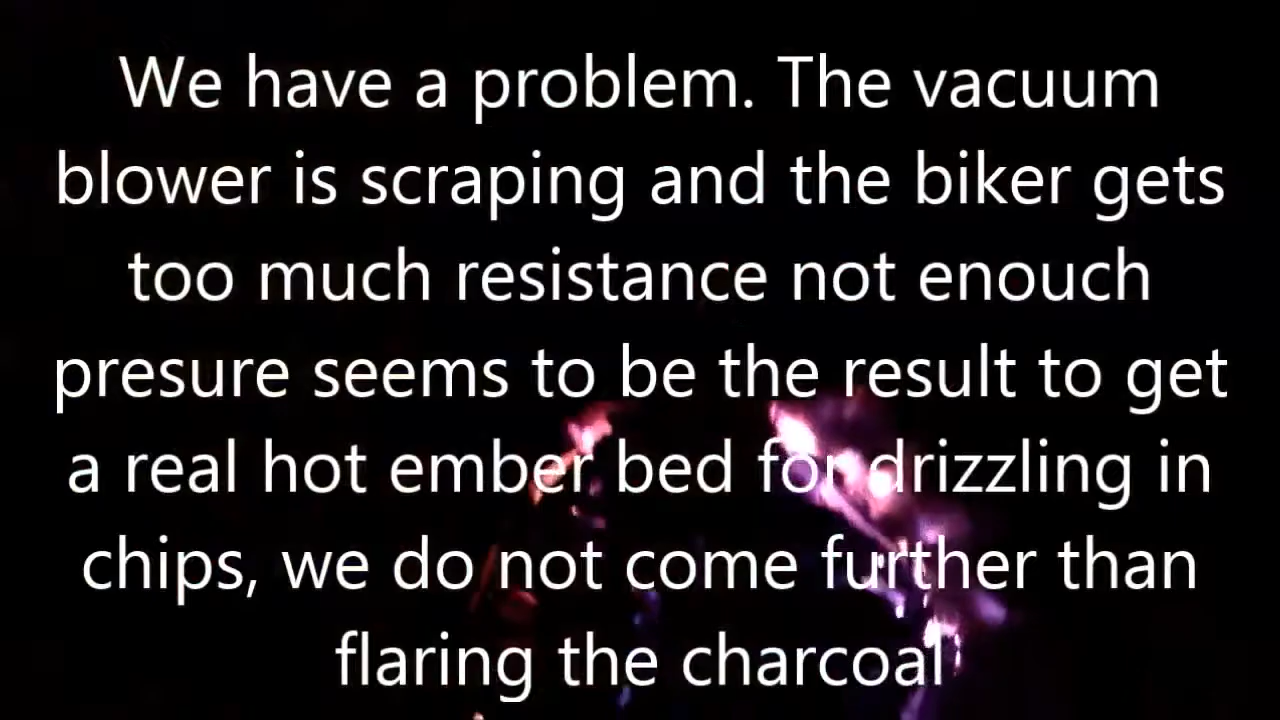 We have a problem. The vacuum
blower is scraping and the biker gets
too much resistance not enouch
presure seems to be the result to get
a real hot ember bed for drizzling in
chips, we do not come further than
flaring the charcoal